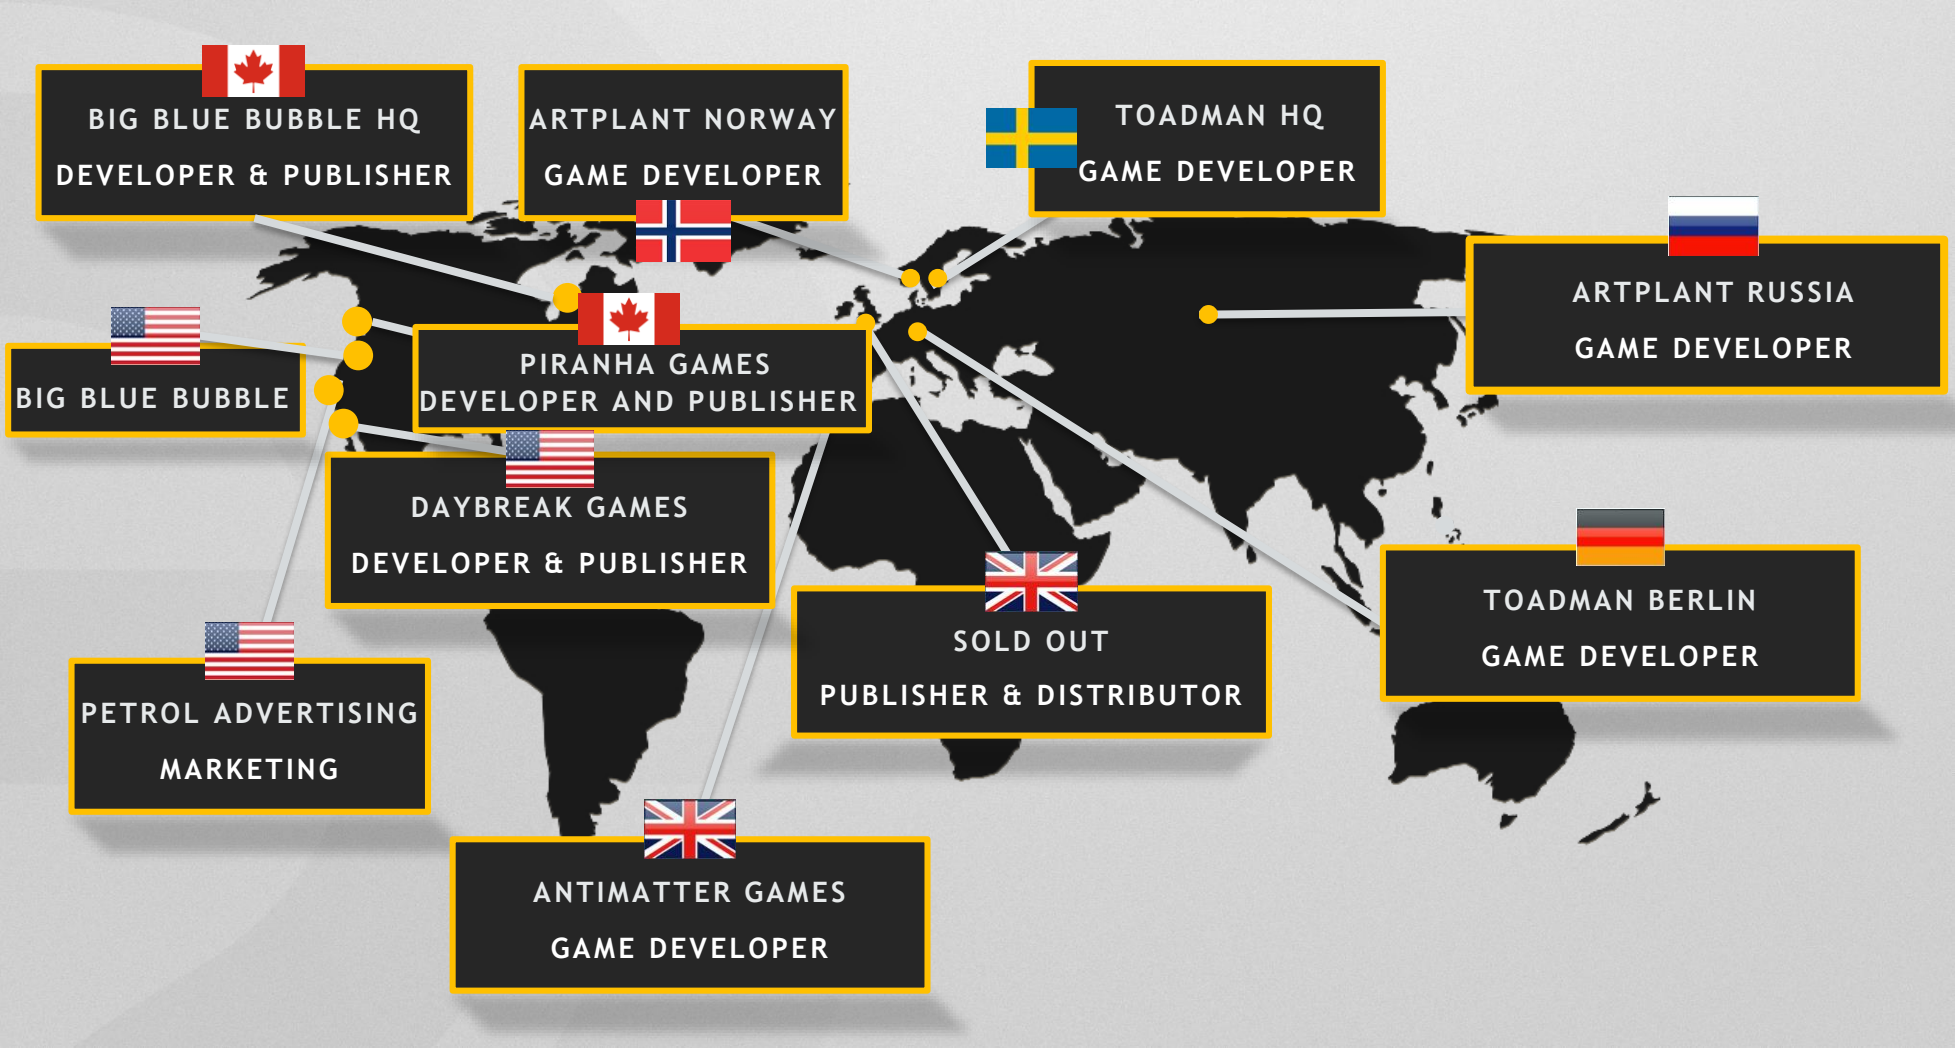 BIG BLUE BUBBLE HQ
DEVELOPER & PUBLISHER
ARTPLANT NORWAY
GAME DEVELOPER
TOADMAN HQ
GAME DEVELOPER
ARTPLANT RUSSIA
GAME DEVELOPER
BIG BLUE BUBBLE
PIRANHA GAMES
DEVELOPER AND PUBLISHER
DAYBREAK GAMES
DEVELOPER & PUBLISHER
SOLD OUT
PUBLISHER & DISTRIBUTOR
TOADMAN BERLIN
GAME DEVELOPER
PETROL ADVERTISING
MARKETING
ANTIMATTER GAMES
GAME DEVELOPER